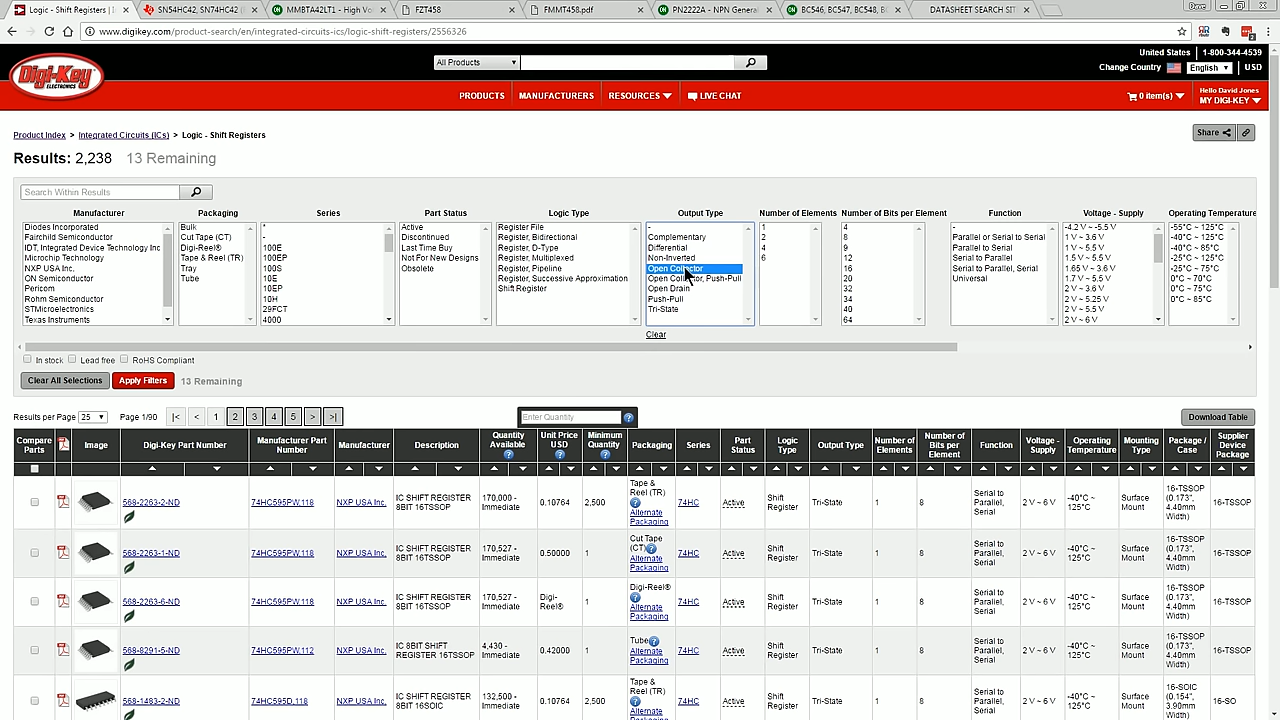 Logic - Shift Registers |
SN54HC42, SN74HC42 (
MMBTA42LT1 - High Vo
FZT458
FMMT458.pdf
PN2222A - NPN General
BC546, BC547, BC548, B
DATASHEET SEARCH SIT
Dave
www.digikey.com/product-search/en/integrated-circuits-ics/logic-shift-registers/2556326
Digi-Key
ELECTRONICS
All Products
United States | 1-800-344-4539
Change Country English USD
PRODUCTS MANUFACTURERS RESOURCES LIVE CHAT
0 item(s)
Hello David Jones
MY DIGI-KEY
Product Index > Integrated Circuits (ICs) > Logic - Shift Registers
Share
Results: 2,238 13 Remaining
Search Within Results
Manufacturer
Diodes Incorporated
Fairchild Semiconductor
IDT, Integrated Device Technology Inc
Microchip Technology
NXP USA Inc.
ON Semiconductor
Pericom
Rohm Semiconductor
STMicroelectronics
Texas Instruments
Packaging
Bulk
Cut Tape (CT)
Digi-Reel®
Tape & Reel (TR)
Tray
Tube
Series
*
-
100E
100EP
100S
10E
10EP
10H
29FCT
4000
Part Status
Active
Discontinued
Last Time Buy
Not For New Designs
Obsolete
Logic Type
Register File
Register, Bidirectional
Register, D-Type
Register, Multiplexed
Register, Pipeline
Register, Successive Approximation
Shift Register
Output Type
-
Complementary
Differential
Non-Inverted
Open Collector
Open Collector, Push-Pull
Open Drain
Push-Pull
Tri-State
Clear
Number of Elements
1
2
4
6
Number of Bits per Element
4
8
9
12
16
20
32
34
40
64
Function
-
Parallel or Serial to Serial
Parallel to Serial
Serial to Parallel
Serial to Parallel, Serial
Universal
Voltage - Supply
-4.2 V ~ -5.5 V
1 V ~ 3.6 V
1 V ~ 5.5 V
1.5 V ~ 5.5 V
1.65 V ~ 3.6 V
1.7 V ~ 5.5 V
2 V ~ 3.6 V
2 V ~ 5.25 V
2 V ~ 5.5 V
2 V ~ 6 V
Operating Temperature
-55°C ~ 125°C
-40°C ~ 125°C
-40°C ~ 85°C
-25°C ~ 125°C
-25°C ~ 75°C
0°C ~ 70°C
0°C ~ 75°C
0°C ~ 85°C
In stock Lead free RoHS Compliant
Clear All Selections Apply Filters 13 Remaining
Results per Page 25 Page 1/90 |< < 1 2 3 4 5 > >|
Enter Quantity
Download Table
Compare Parts Image Digi-Key Part Number Manufacturer Part Number Manufacturer Description Quantity Available Unit Price USD Minimum Quantity Packaging Series Part Status Logic Type Output Type Number of Elements Number of Bits per Element Function Voltage - Supply Operating Temperature Mounting Type Package / Case Supplier Device Package
568-2263-2-ND 74HC595PW,118 NXP USA Inc. IC SHIFT REGISTER 8BIT 16TSSOP 170,000 - Immediate 0.10764 2,500 Tape & Reel (TR) Alternate Packaging 74HC Active Shift Register Tri-State 1 8 Serial to Parallel, Serial 2 V ~ 6 V -40°C ~ 125°C Surface Mount 16-TSSOP (0.173", 4.40mm Width) 16-TSSOP
568-2263-1-ND 74HC595PW,118 NXP USA Inc. IC SHIFT REGISTER 8BIT 16TSSOP 170,527 - Immediate 0.50000 1 Cut Tape (CT) Alternate Packaging 74HC Active Shift Register Tri-State 1 8 Serial to Parallel, Serial 2 V ~ 6 V -40°C ~ 125°C Surface Mount 16-TSSOP (0.173", 4.40mm Width) 16-TSSOP
568-2263-6-ND 74HC595PW,118 NXP USA Inc. IC SHIFT REGISTER 8BIT 16TSSOP 170,527 - Immediate Digi-Reel® 1 Digi-Reel® Alternate Packaging 74HC Active Shift Register Tri-State 1 8 Serial to Parallel, Serial 2 V ~ 6 V -40°C ~ 125°C Surface Mount 16-TSSOP (0.173", 4.40mm Width) 16-TSSOP
568-8291-5-ND 74HC595PW,112 NXP USA Inc. IC 8BIT SHIFT REGISTER 16TSSOP 4,430 - Immediate 0.42000 1 Tube Alternate Packaging 74HC Active Shift Register Tri-State 1 8 Serial to Parallel, Serial 2 V ~ 6 V -40°C ~ 125°C Surface Mount 16-TSSOP (0.173", 4.40mm Width) 16-TSSOP
568-1483-2-ND 74HC595D,118 NXP USA Inc. IC SHIFT REGISTER 8BIT 16SOIC 132,500 - Immediate 0.10764 2,500 Tape & Reel (TR) Alternate Packaging 74HC Active Shift Register Tri-State 1 8 Serial to Parallel, Serial 2 V ~ 6 V -40°C ~ 125°C Surface Mount 16-SOIC (0.154", 3.90mm Width) 16-SO